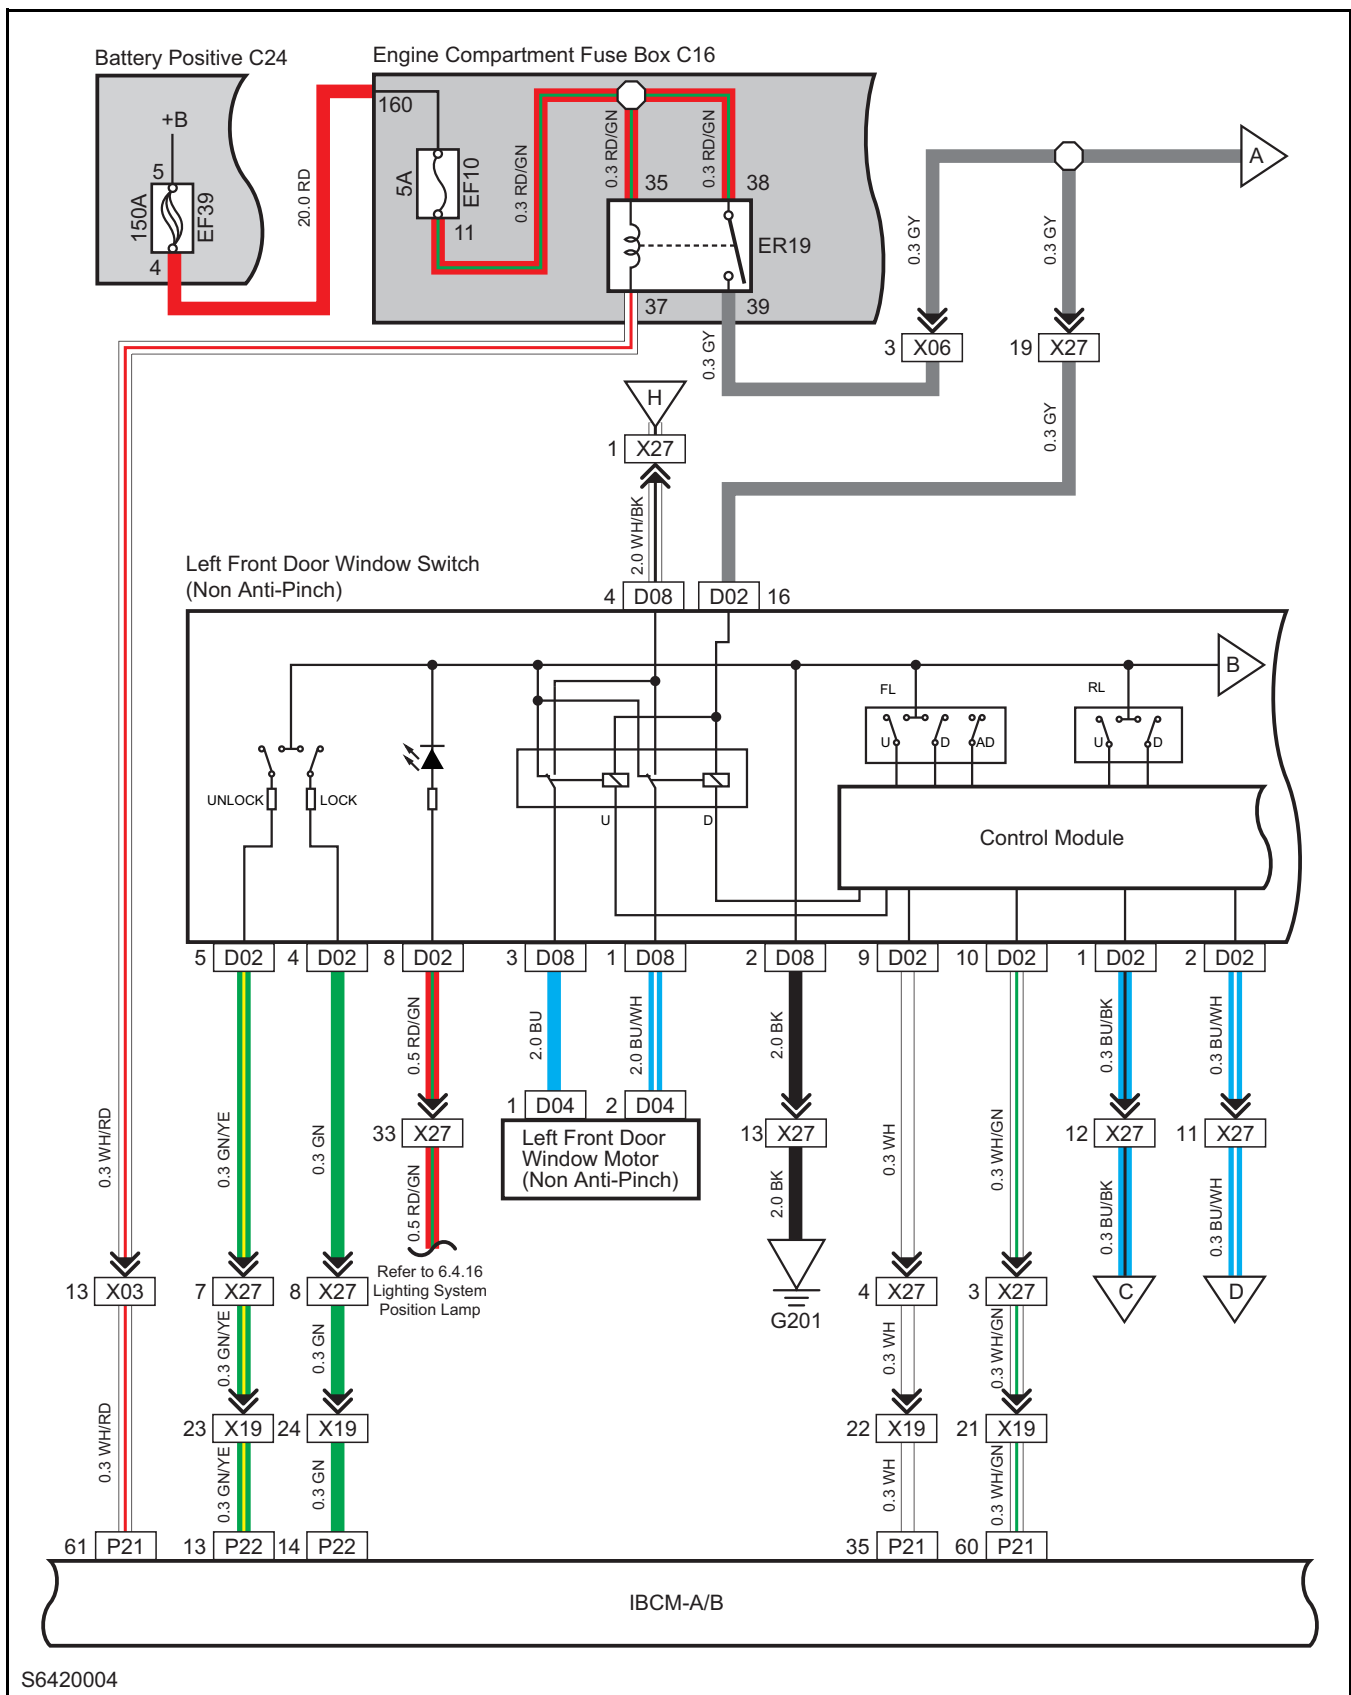 Battery Positive C24
Engine Compartment Fuse Box C16
+B
5
150A
EF39
4
20.0 RD
160
5A
EF10
11
0.3 RD/GN
0.3 RD/GN
0.3 RD/GN
35
38
ER19
37
39
A
0.3 GY
0.3 GY
0.3 GY
3 X06
19 X27
0.3 GY
H
1 X27
2.0 WH/BK
Left Front Door Window Switch
(Non Anti-Pinch)
4 D08
D02 16
B
FL
RL
U
D
AD
U
D
UNLOCK
LOCK
U
D
Control Module
5 D02
4 D02
8 D02
3 D08
1 D08
2 D08
9 D02
10 D02
1 D02
2 D02
0.5 RD/GN
2.0 BU
2.0 BU/WH
2.0 BK
0.3 BU/BK
0.3 BU/WH
1 D04
2 D04
33 X27
13 X27
12 X27
11 X27
Left Front Door
Window Motor
(Non Anti-Pinch)
0.3 WH/RD
0.3 GN/YE
0.3 GN
0.5 RD/GN
2.0 BK
0.3 WH
0.3 WH/GN
0.3 BU/BK
0.3 BU/WH
Refer to 6.4.16
Lighting System
Position Lamp
13 X03
7 X27
8 X27
G201
4 X27
3 X27
C
D
0.3 GN/YE
0.3 GN
0.3 WH
0.3 WH/GN
23 X19
24 X19
22 X19
21 X19
0.3 WH/RD
0.3 GN/YE
0.3 GN
0.3 WH
0.3 WH/GN
61 P21
13 P22
14 P22
35 P21
60 P21
IBCM-A/B
S6420004